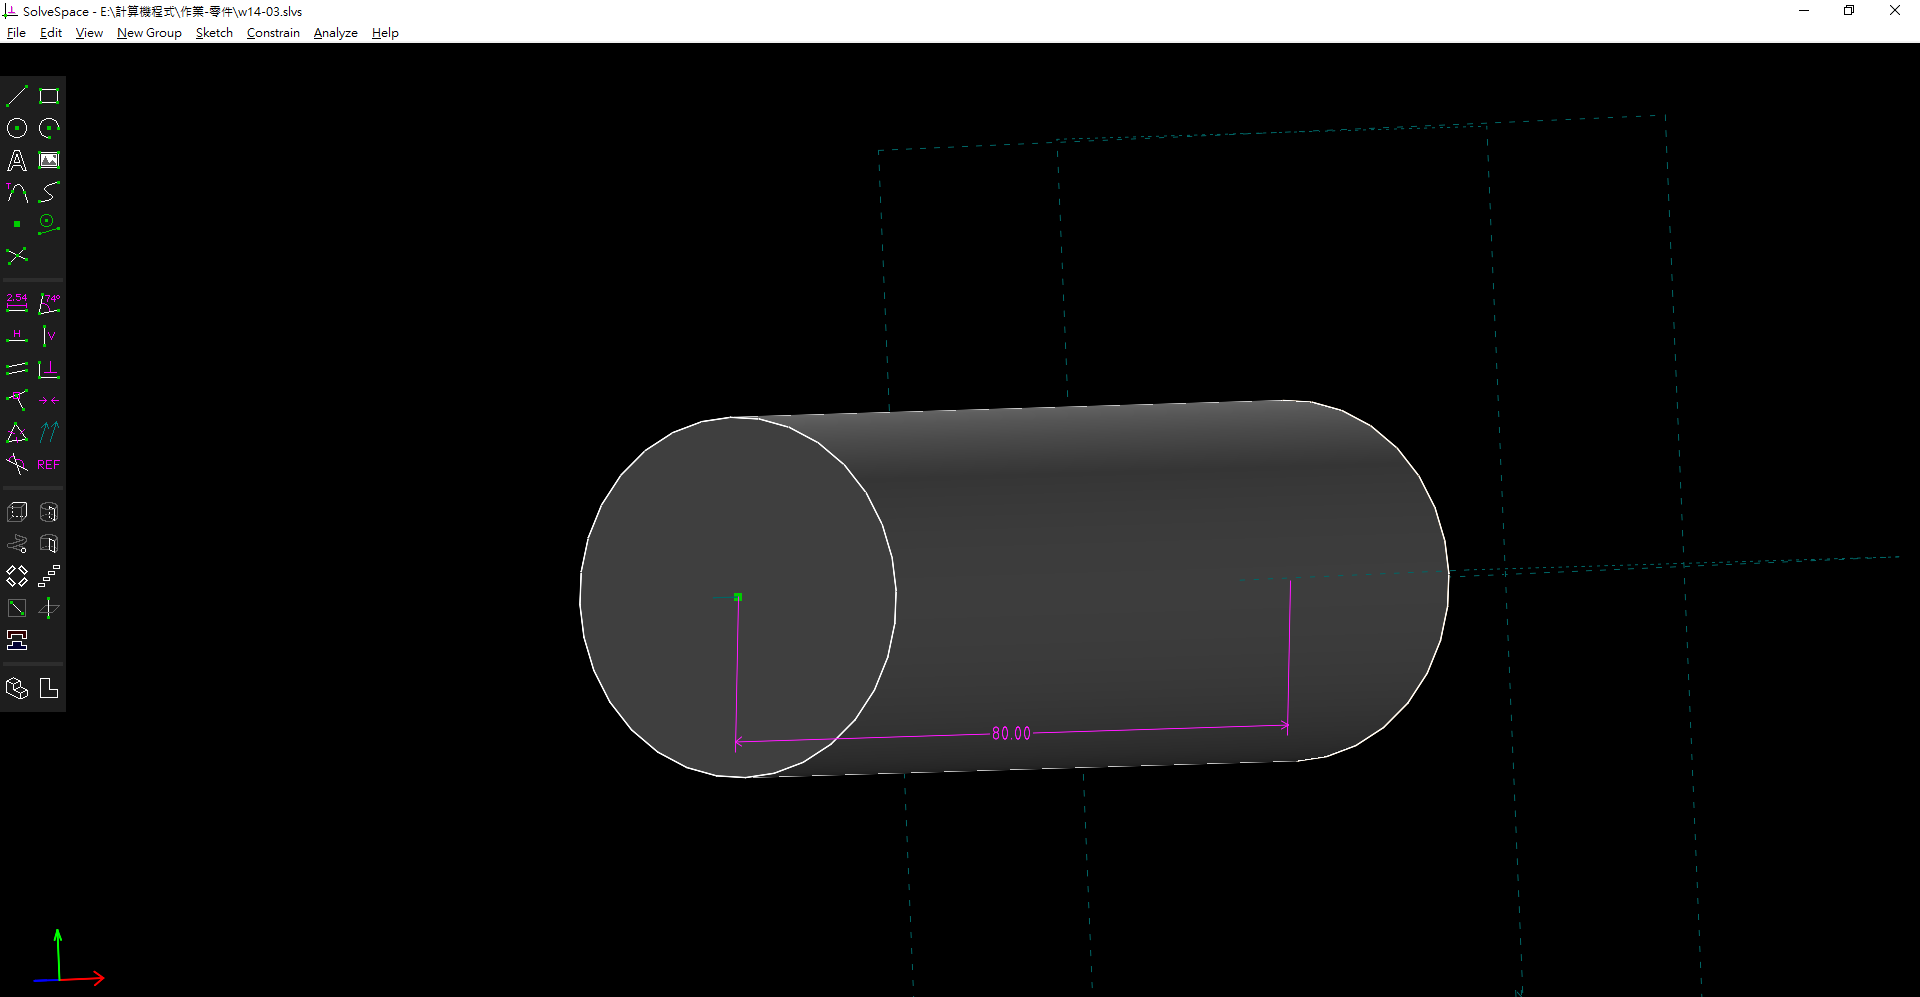 SolveSpace - E:\計算機程式\作業-零件\w14-03.slvs
File Edit View New Group Sketch Constrain Analyze Help
A
T
2.54 74°
H V
REF
80.00